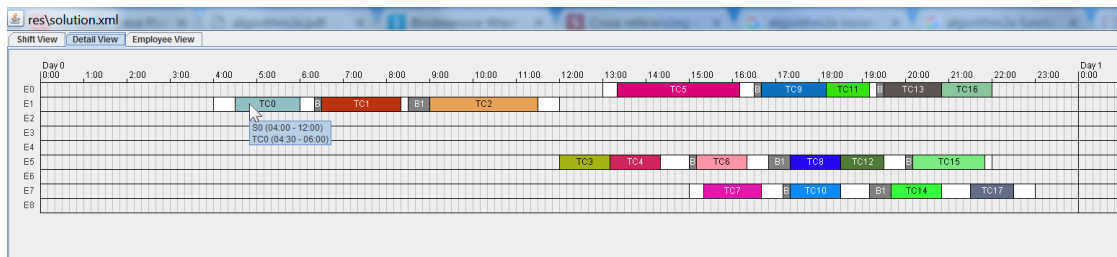 res\solution.xml
algorithm2e.pdf
Cross referencing
Shift View Detail View Employee View
Day 0 Day 1
0:00 1:00 2:00 3:00 4:00 5:00 6:00 7:00 8:00 9:00 10:00 11:00 12:00 13:00 14:00 15:00 16:00 17:00 18:00 19:00 20:00 21:00 22:00 23:00 0:00
E0 TC5 B TC9 TC11 B TC13 TC16
E1 TC0 B TC1 B1 TC2
E2
S0 (04:00 - 12:00)
E3
TC0 (04:30 - 06:00)
E4
E5 TC3 TC4 B TC6 B1 TC8 TC12 B TC15
E6
E7 TC7 B TC10 B1 TC14 TC17
E8